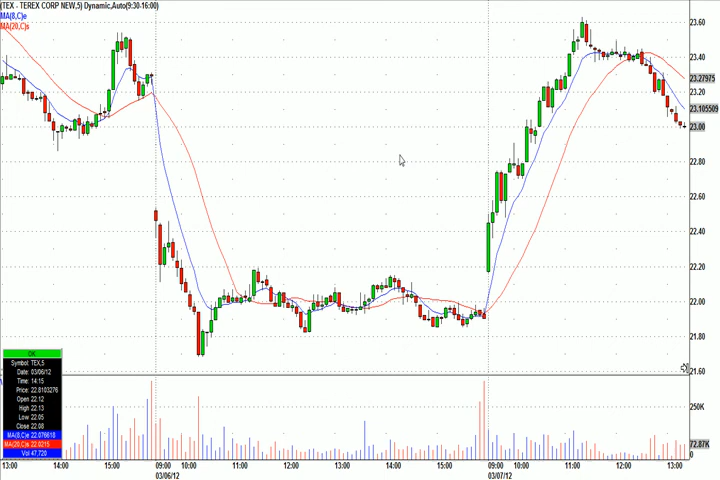 (TEX - TEREX CORP NEW,5) Dynamic,Auto(9:30-16:00)
MA(8,C)e
MA(20,C)s
23.60
23.40
23.27975
23.20
23.105509
23.00
22.80
22.60
22.40
22.20
22.00
21.80
21.60
OK
Symbol: TEX,5
Date: 03/06/12
Time: 14:15
Price: 22.8103276
Open 22.12
High 22.13
Low 22.05
Close 22.08
MA(8,C)e 22.076618
MA(20,C)s 22.0215
Vol 47,720
250K
72.87K
0
13:00 14:00 15:00 09:00 10:00 11:00 12:00 13:00 14:00 15:00 09:00 10:00 11:00 12:00 13:00
03/06/12 03/07/12